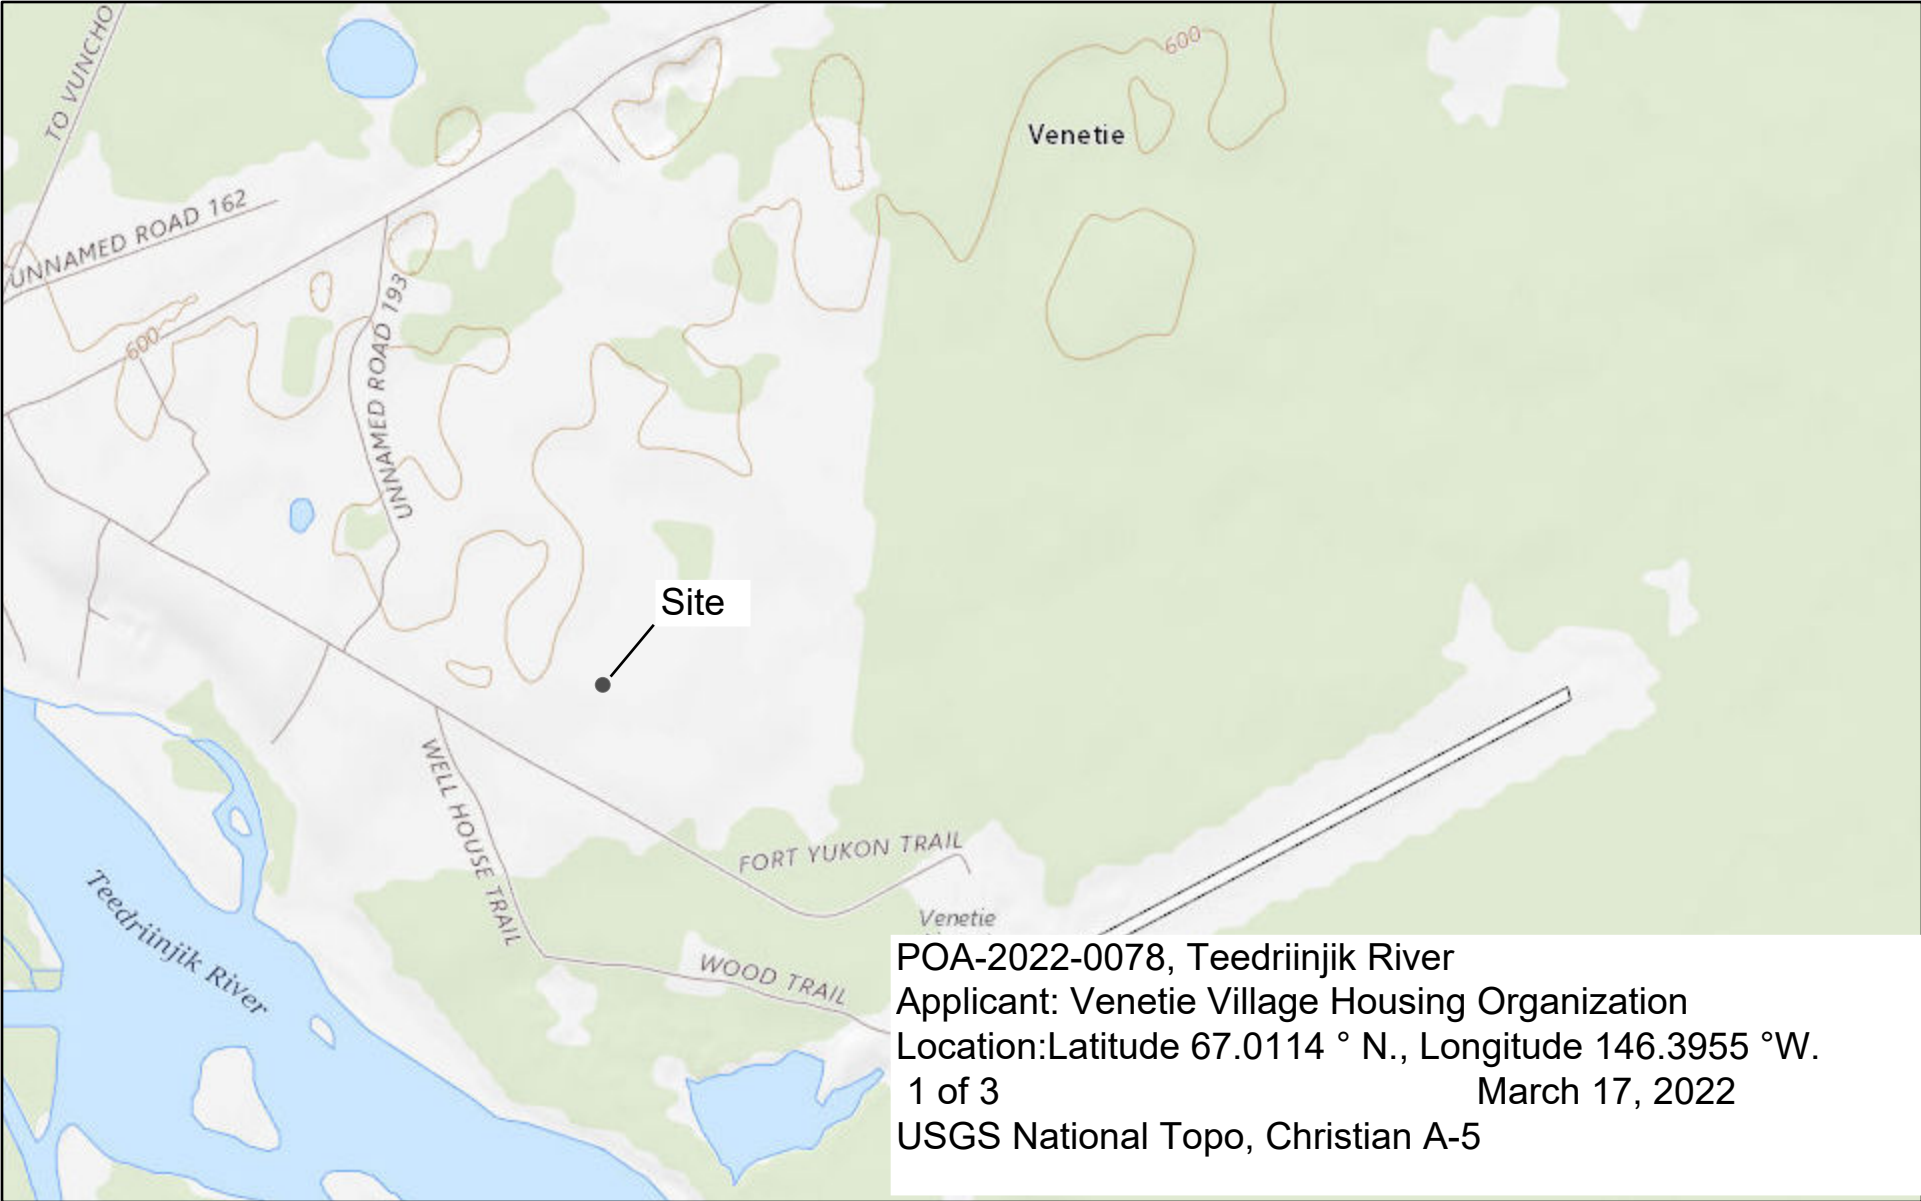 TO VUNCHO
600
Venetie
UNNAMED ROAD 162
UNNAMED ROAD 193
600
Site
WELL HOUSE TRAIL
FORT YUKON TRAIL
Teedriinjik River
Venetie
WOOD TRAIL
POA-2022-0078, Teedriinjik River
Applicant: Venetie Village Housing Organization
Location:Latitude 67.0114 ° N., Longitude 146.3955 °W.
1 of 3 March 17, 2022
USGS National Topo, Christian A-5